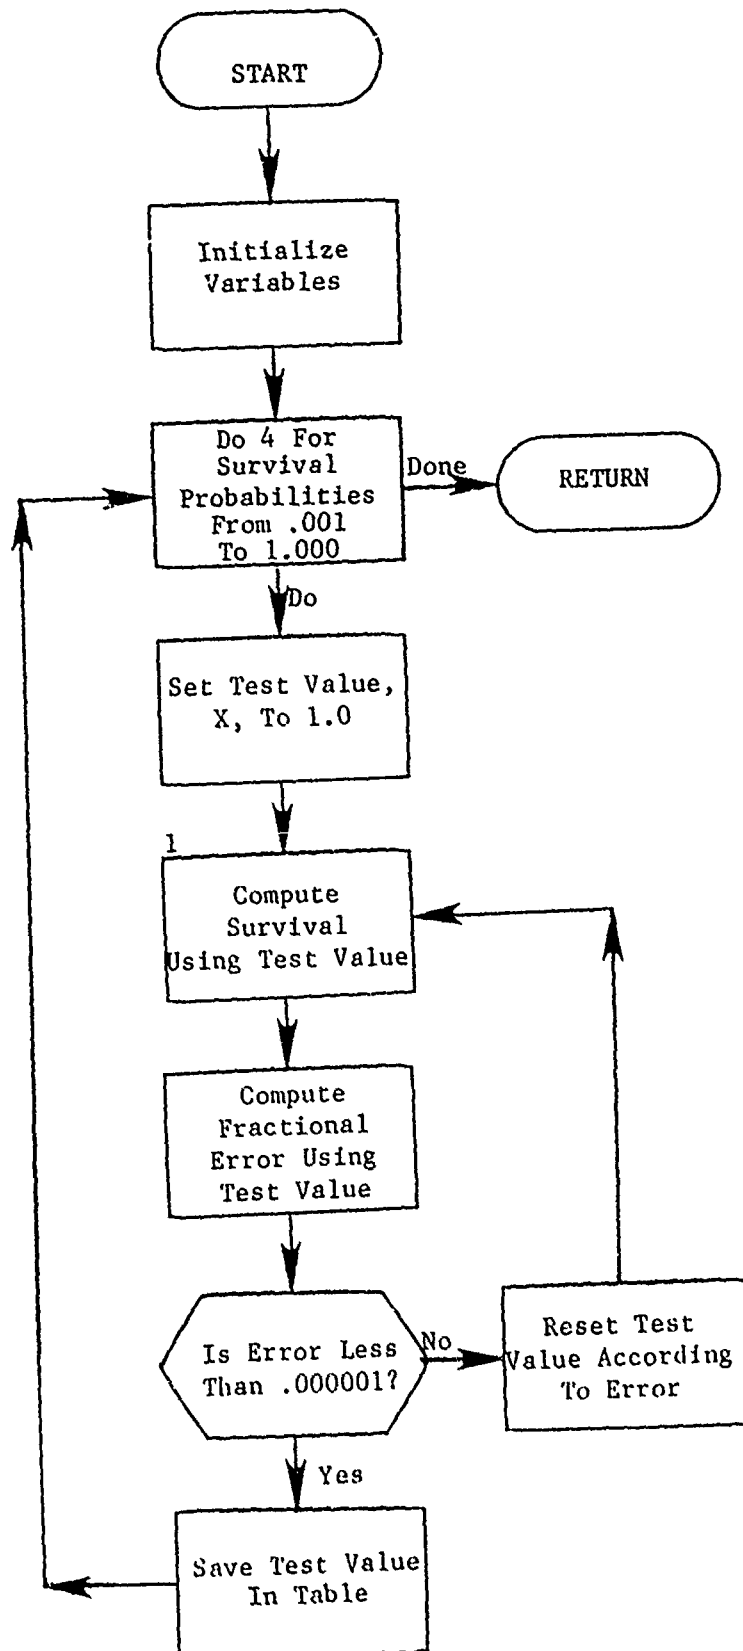 START
Initialize
Variables
Do 4 For
Survival
Probabilities
From .001
To 1.000
Done
RETURN
Do
Set Test Value,
X, To 1.0
1
Compute
Survival
Using Test Value
Compute
Fractional
Error Using
Test Value
Is Error Less
Than .000001?
No
Reset Test
Value According
To Error
Yes
Save Test Value
In Table